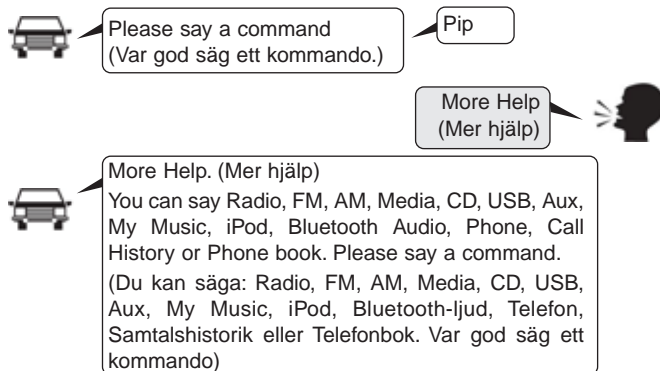 Please say a command
(Var god säg ett kommando.)
Pip
More Help
(Mer hjälp)
More Help. (Mer hjälp)
You can say Radio, FM, AM, Media, CD, USB, Aux,
My Music, iPod, Bluetooth Audio, Phone, Call
History or Phone book. Please say a command.
(Du kan säga: Radio, FM, AM, Media, CD, USB,
Aux, My Music, iPod, Bluetooth-ljud, Telefon,
Samtalshistorik eller Telefonbok. Var god säg ett
kommando)